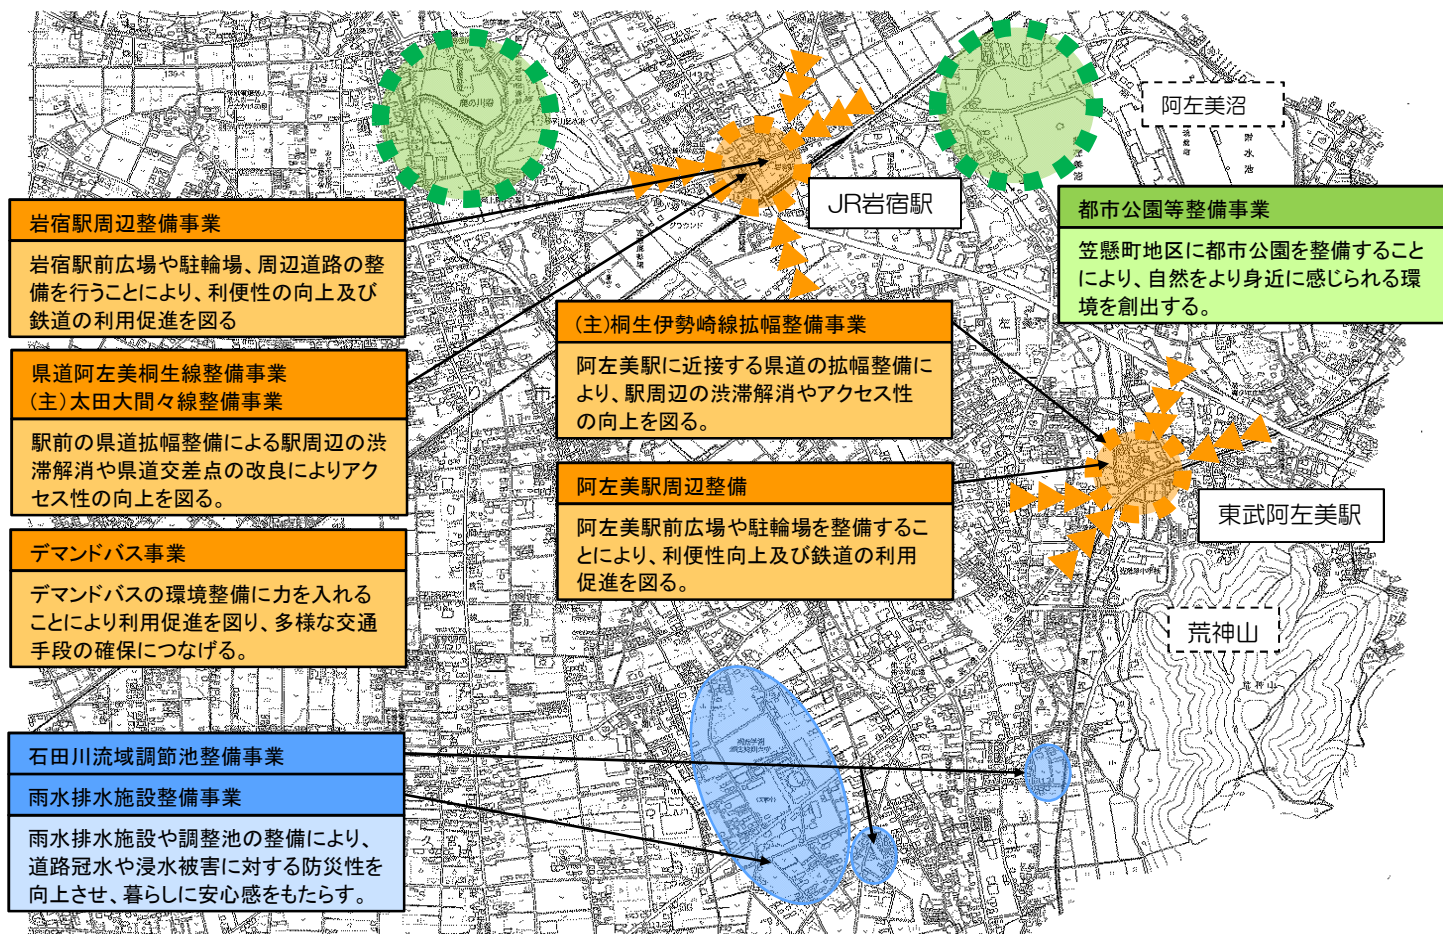 阿左美沼
JR岩宿駅
岩宿駅周辺整備事業
岩宿駅前広場や駐輪場、周辺道路の整
備を行うことにより、利便性の向上及び
鉄道の利用促進を図る
県道阿左美桐生線整備事業
(主)太田大間々線整備事業
駅前の県道拡幅整備による駅周辺の渋
滞解消や県道交差点の改良によりアク
セス性の向上を図る。
デマンドバス事業
デマンドバスの環境整備に力を入れる
ことにより利用促進を図り、多様な交通
手段の確保につなげる。
石田川流域調節池整備事業
雨水排水施設整備事業
雨水排水施設や調整池の整備により、
道路冠水や浸水被害に対する防災性を
向上させ、暮らしに安心感をもたらす。
(主)桐生伊勢崎線拡幅整備事業
阿左美駅に近接する県道の拡幅整備に
より、駅周辺の渋滞解消やアクセス性
の向上を図る。
阿左美駅周辺整備
阿左美駅前広場や駐輪場を整備するこ
とにより、利便性向上及び鉄道の利用
促進を図る。
都市公園等整備事業
笠懸町地区に都市公園を整備すること
により、自然をより身近に感じられる環
境を創出する。
東武阿左美駅
荒神山
鹿の川沼
荒神山